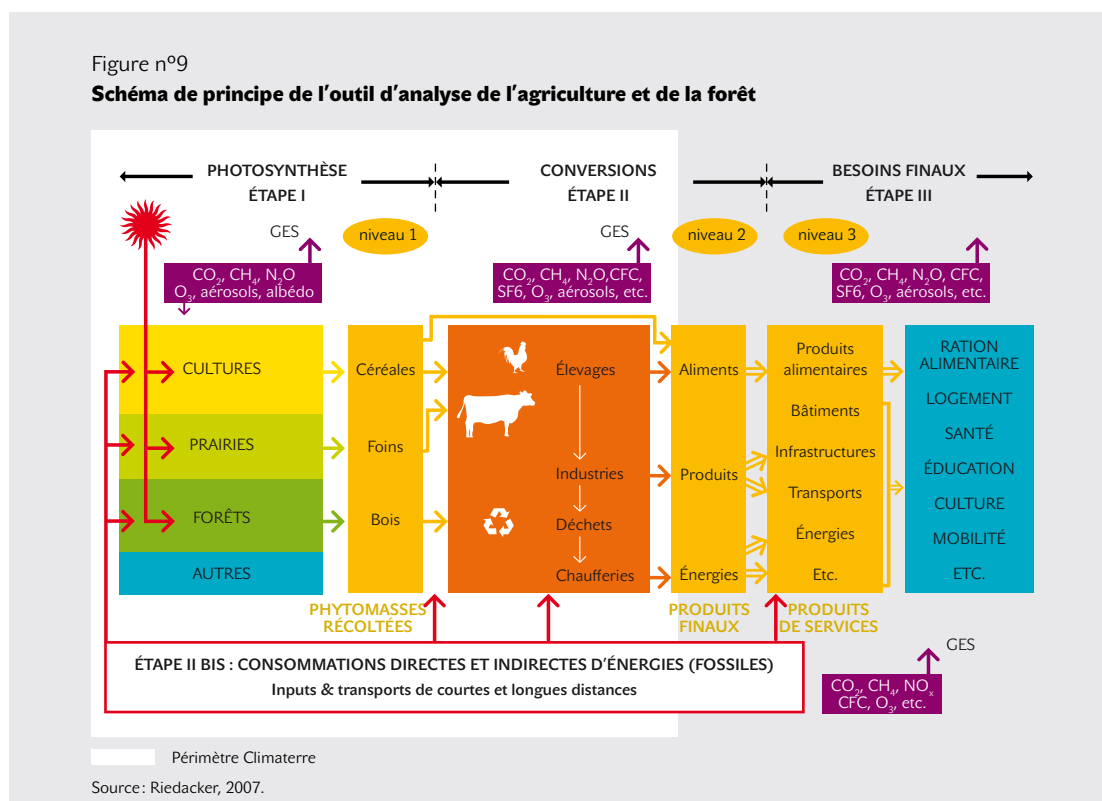 Figure nº9
Schéma de principe de l'outil d'analyse de l'agriculture et de la forêt
PHOTOSYNTHÈSE
ÉTAPE I
CONVERSIONS
ÉTAPE II
BESOINS FINAUX
ÉTAPE III
GES
niveau 1
GES
niveau 2
niveau 3
CO₂, CH₄, N₂O
O₃, aérosols, albédo
CO₂, CH₄, N₂O,CFC,
SF6, O₃, aérosols, etc.
CO₂, CH₄, N₂O, CFC,
SF6, O₃, aérosols, etc.
CULTURES
PRAIRIES
FORÊTS
AUTRES
Céréales
Foins
Bois
Élevages
Industries
Déchets
Chaufferies
Aliments
Produits
Énergies
Produits
alimentaires
Bâtiments
Infrastructures
Transports
Énergies
Etc.
RATION
ALIMENTAIRE
LOGEMENT
SANTÉ
ÉDUCATION
CULTURE
MOBILITÉ
ETC.
PHYTOMASSES
RÉCOLTÉES
PRODUITS
FINAUX
PRODUITS
DE SERVICES
ÉTAPE II BIS : CONSOMMATIONS DIRECTES ET INDIRECTES D'ÉNERGIES (FOSSILES)
Inputs & transports de courtes et longues distances
GES
CO₂, CH₄, NOₓ
CFC, O₃, etc.
Périmètre Climaterre
Source : Riedacker, 2007.